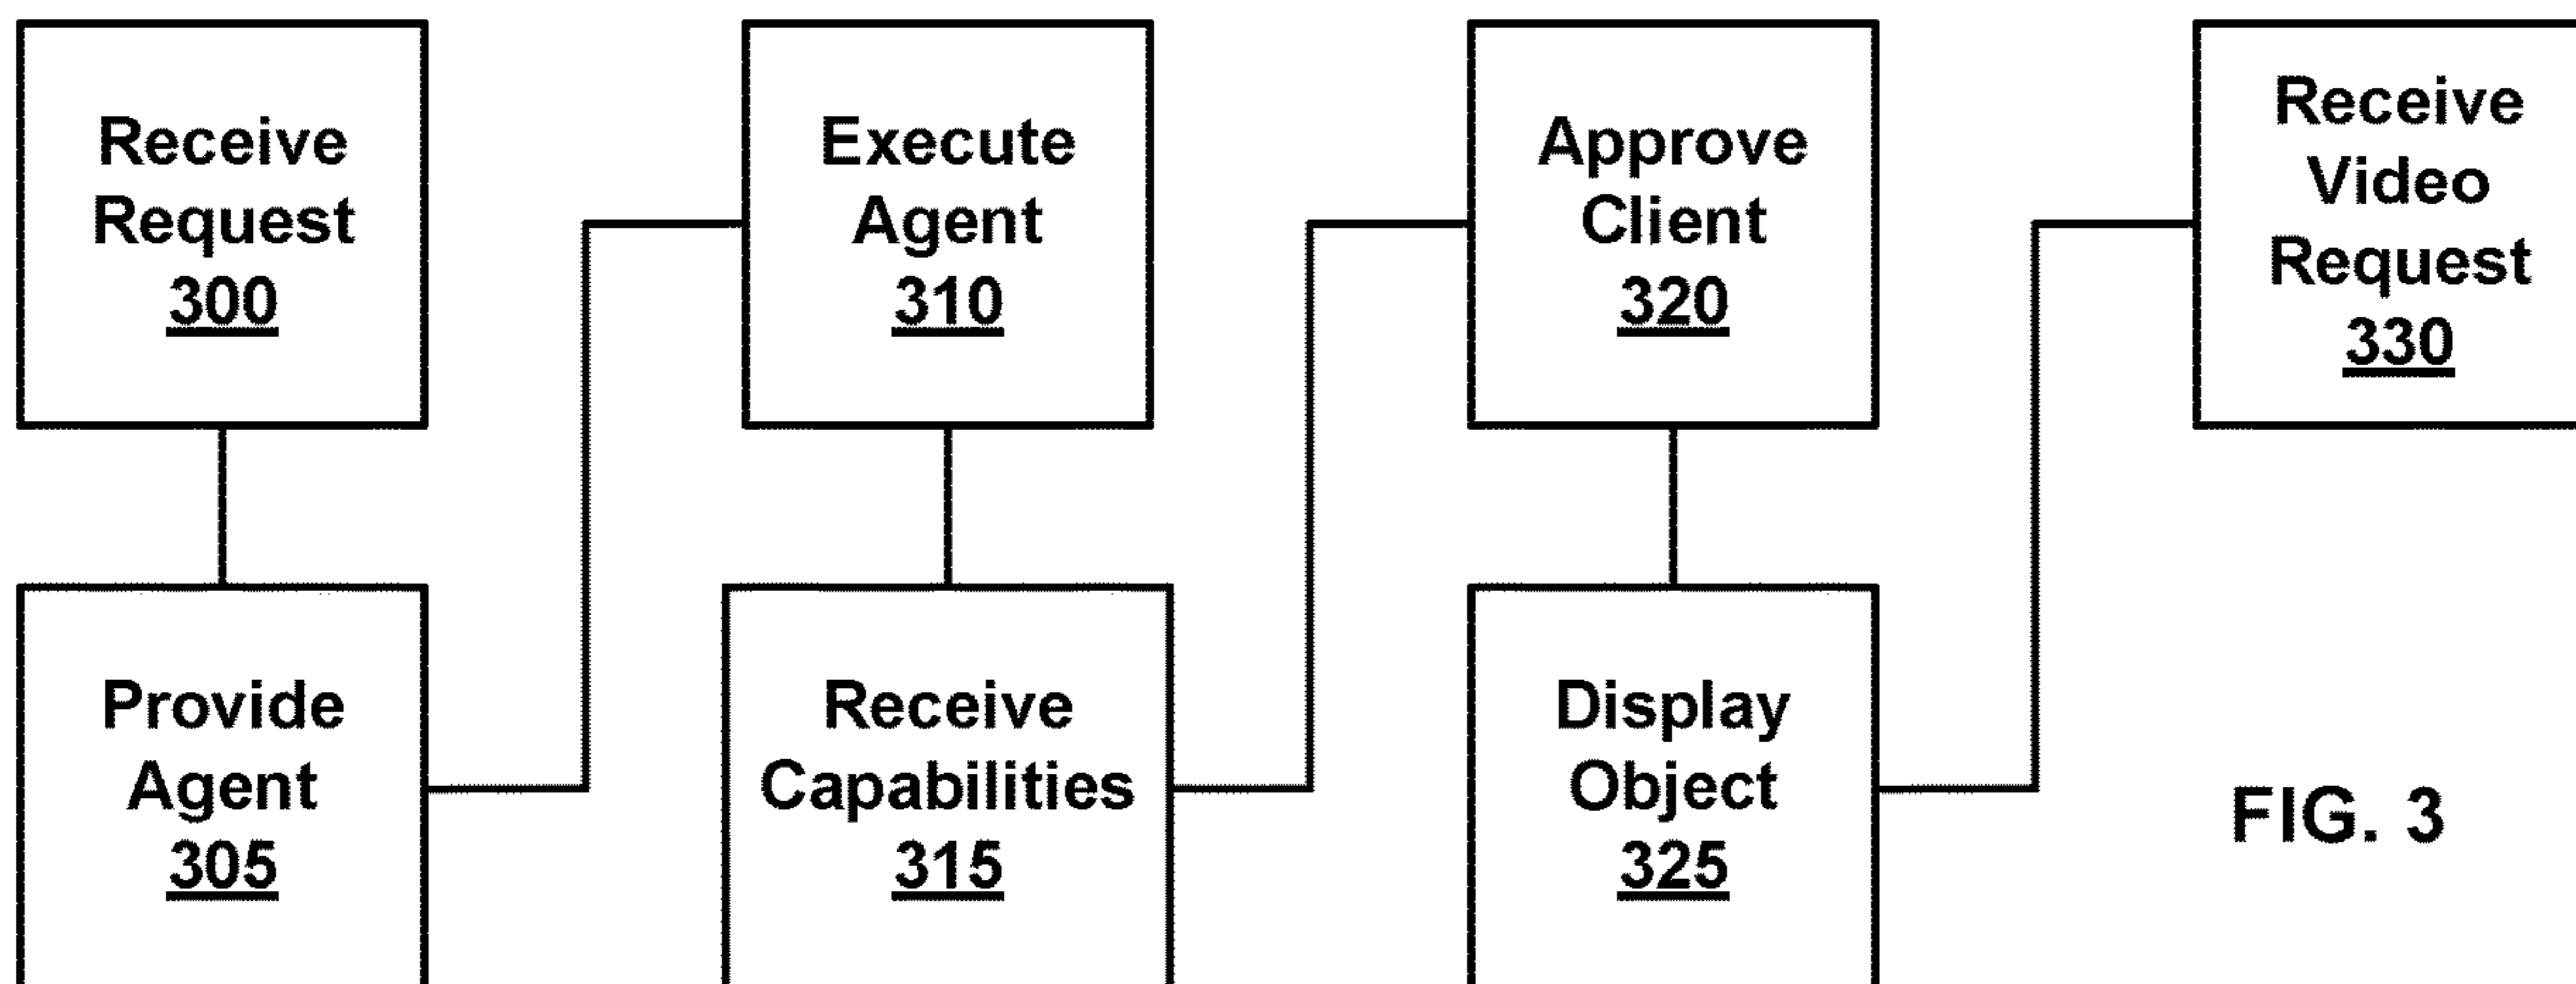 Receive
Request
300
Provide
Agent
305
Execute
Agent
310
Receive
Capabilities
315
Approve
Client
320
Display
Object
325
Receive
Video
Request
330
FIG. 3